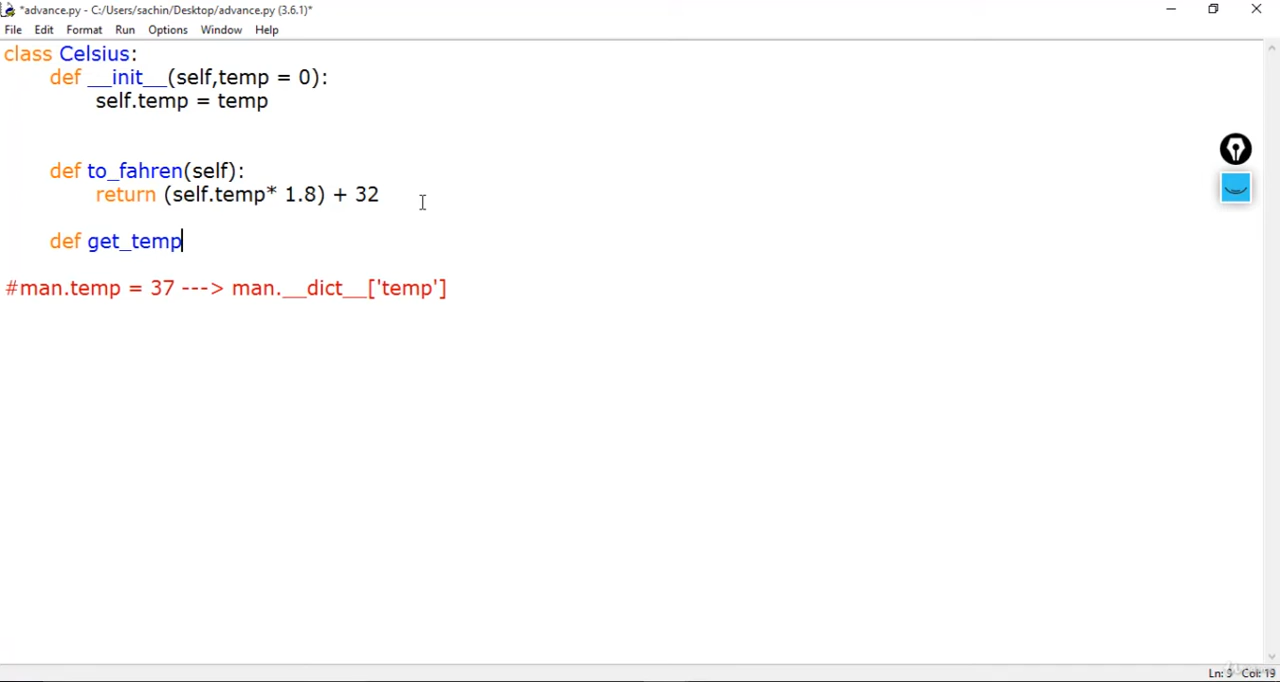 *advance.py - C:/Users/sachin/Desktop/advance.py (3.6.1)*
File Edit Format Run Options Window Help
class Celsius:
def __init__(self,temp = 0):
self.temp = temp
def to_fahren(self):
return (self.temp* 1.8) + 32
def get_temp
#man.temp = 37 ---> man.__dict__['temp']
Ln: 9 Col: 19